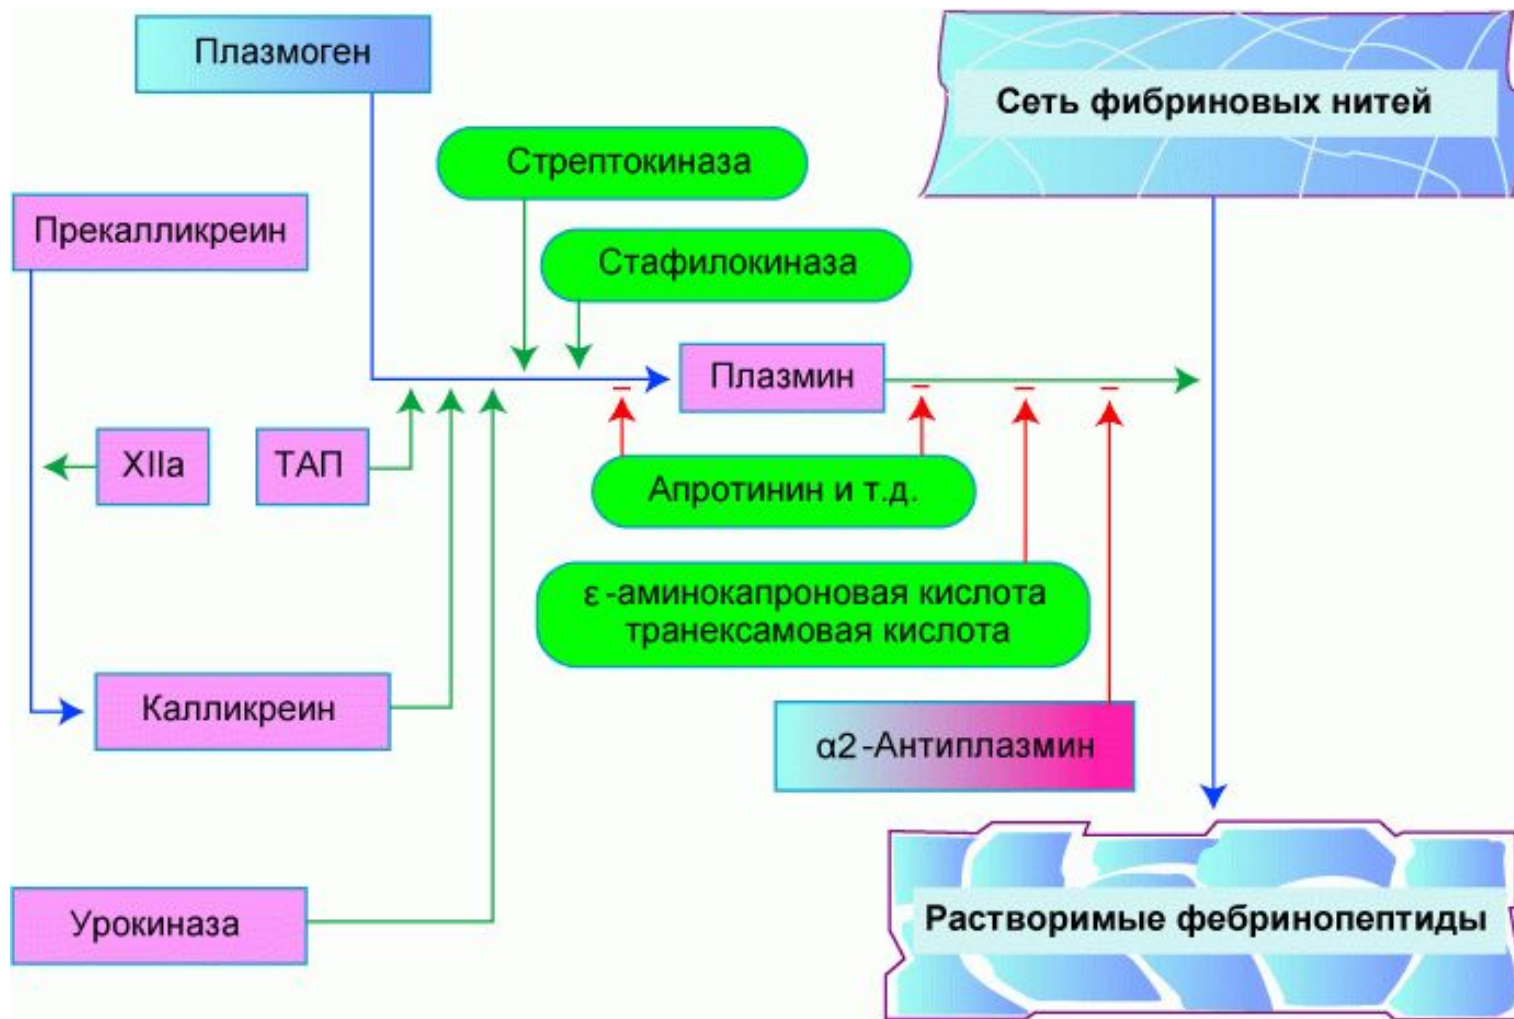 Плазмоген
Сеть фибриновых нитей
Стрептокиназа
Прекалликреин
Стафилокиназа
Плазмин
XIIa
ТАП
Апротинин и т.д.
ε-аминокапроновая кислота
транексамовая кислота
Калликреин
α2-Антиплазмин
Урокиназа
Растворимые фебринопептиды